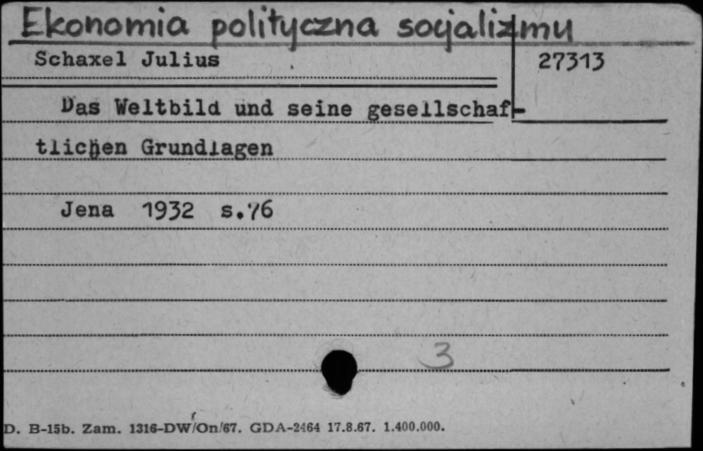 Ekonomia polityczna socjalizmu
Schaxel Julius 27313
Das Weltbild und seine gesellschaf-
tlichen Grundlagen
Jena 1932 s.76
3
D. B-15b. Zam. 1316-DW/On/67. GDA-2464 17.8.67. 1.400.000.